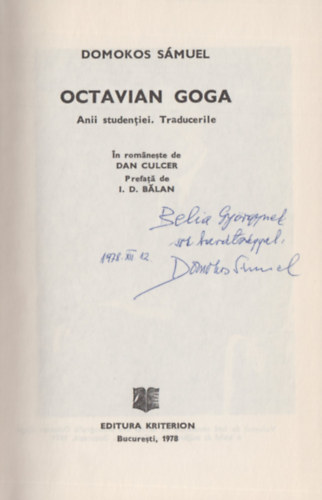 DOMOKOS SÁMUEL
OCTAVIAN GOGA
Anii studenției. Traducerile
În românește de
DAN CULCER
Prefață de
I. D. BĂLAN
Belia Györgynek
sok barátsággal,
1978. XII 12
Domokos Sámuel
EDITURA KRITERION
București, 1978